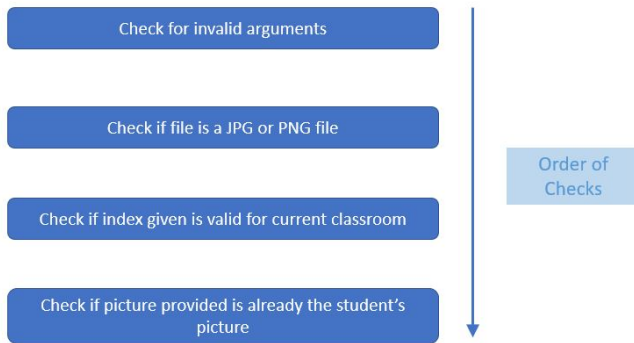 Check for invalid arguments
Check if file is a JPG or PNG file
Check if index given is valid for current classroom
Check if picture provided is already the student's
picture
Order of
Checks